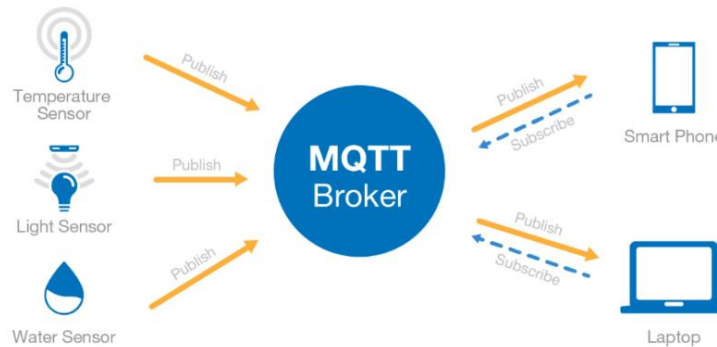 Temperature
Sensor
Publish
Light Sensor
Publish
Water Sensor
Publish
MQTT
Broker
Publish
Subscribe
Smart Phone
Publish
Subscribe
Laptop